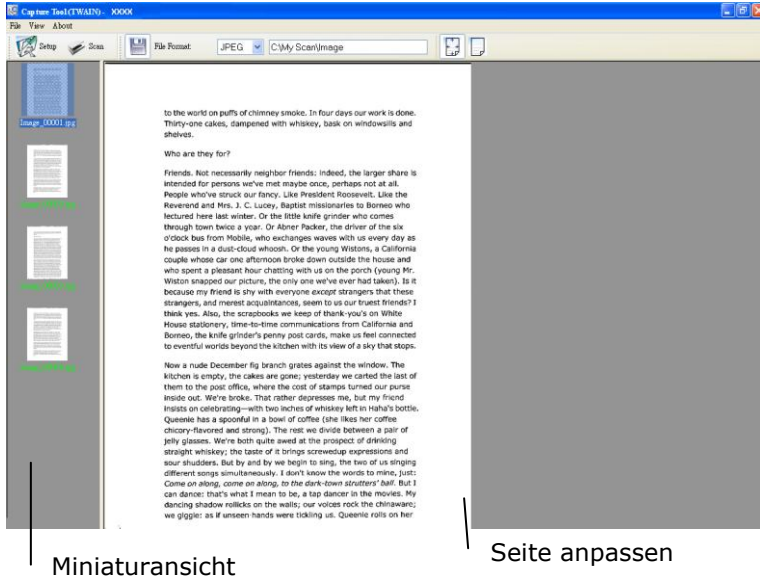 Capture Tool(TWAIN) - XXXX
File View About
Setup Scan File Format: JPEG C:\My Scan\Image
Image_00001.jpg
to the world on puffs of chimney smoke. In four days our work is done.
Thirty-one cakes, dampened with whiskey, bask on windowsills and
shelves.
Who are they for?
Friends. Not necessarily neighbor friends: indeed, the larger share is
intended for persons we've met maybe once, perhaps not at all.
People who've struck our fancy. Like President Roosevelt. Like the
Reverend and Mrs. J. C. Lucey, Baptist missionaries to Borneo who
lectured here last winter. Or the little knife grinder who comes
through town twice a year. Or Abner Packer, the driver of the six
o'clock bus from Mobile, who exchanges waves with us every day as
he passes in a dust-cloud whoosh. Or the young Wistons, a California
couple whose car one afternoon broke down outside the house and
who spent a pleasant hour chatting with us on the porch (young Mr.
Wiston snapped our picture, the only one we've ever had taken). Is it
because my friend is shy with everyone except strangers that these
strangers, and merest acquaintances, seem to us our truest friends? I
think yes. Also, the scrapbooks we keep of thank-you's on White
House stationery, time-to-time communications from California and
Borneo, the knife grinder's penny post cards, make us feel connected
to eventful worlds beyond the kitchen with its view of a sky that stops.
Now a nude December fig branch grates against the window. The
kitchen is empty, the cakes are gone; yesterday we carted the last of
them to the post office, where the cost of stamps turned our purse
inside out. We're broke. That rather depresses me, but my friend
insists on celebrating—with two inches of whiskey left in Haha's bottle.
Queenie has a spoonful in a bowl of coffee (she likes her coffee
chicory-flavored and strong). The rest we divide between a pair of
jelly glasses. We're both quite awed at the prospect of drinking
straight whiskey; the taste of it brings screwedup expressions and
sour shudders. But by and by we begin to sing, the two of us singing
different songs simultaneously. I don't know the words to mine, just:
Come on along, come on along, to the dark-town strutters' ball. But I
can dance: that's what I mean to be, a tap dancer in the movies. My
dancing shadow rollicks on the walls; our voices rock the chinaware;
we giggle: as if unseen hands were tickling us. Queenie rolls on her
Miniaturansicht
Seite anpassen